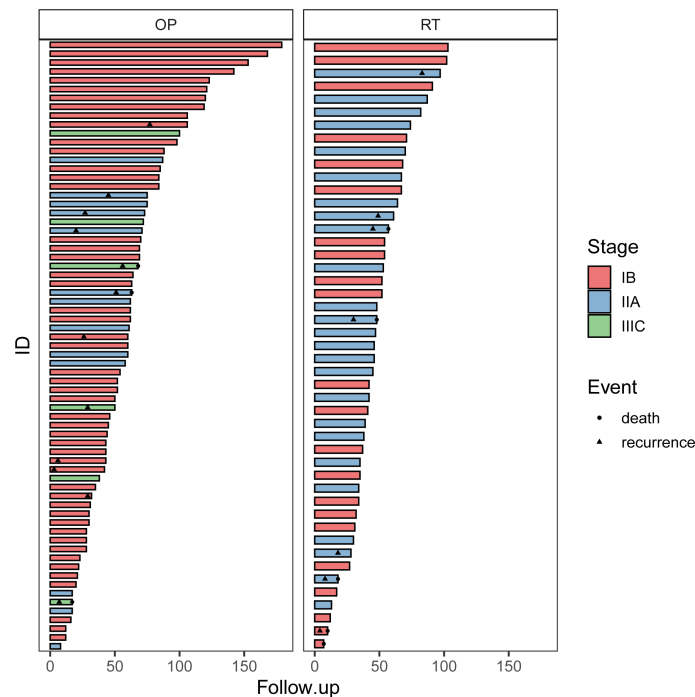 OP
RT
ID
Stage
IB
IIA
IIIC
Event
death
recurrence
0 50 100 150
0 50 100 150
Follow.up